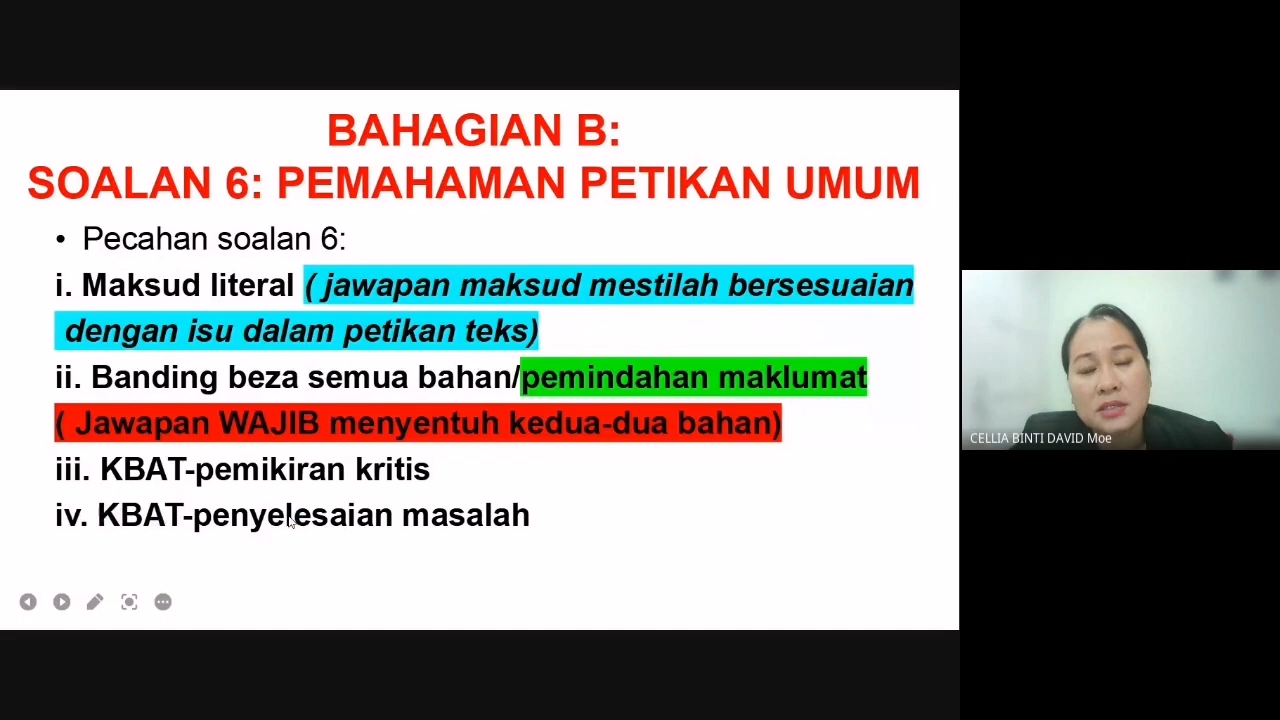 BAHAGIAN B:
SOALAN 6: PEMAHAMAN PETIKAN UMUM
• Pecahan soalan 6:
i. Maksud literal ( jawapan maksud mestilah bersesuaian
dengan isu dalam petikan teks)
ii. Banding beza semua bahan/pemindahan maklumat
( Jawapan WAJIB menyentuh kedua-dua bahan)
iii. KBAT-pemikiran kritis
iv. KBAT-penyelesaian masalah
CELLIA BINTI DAVID Moe